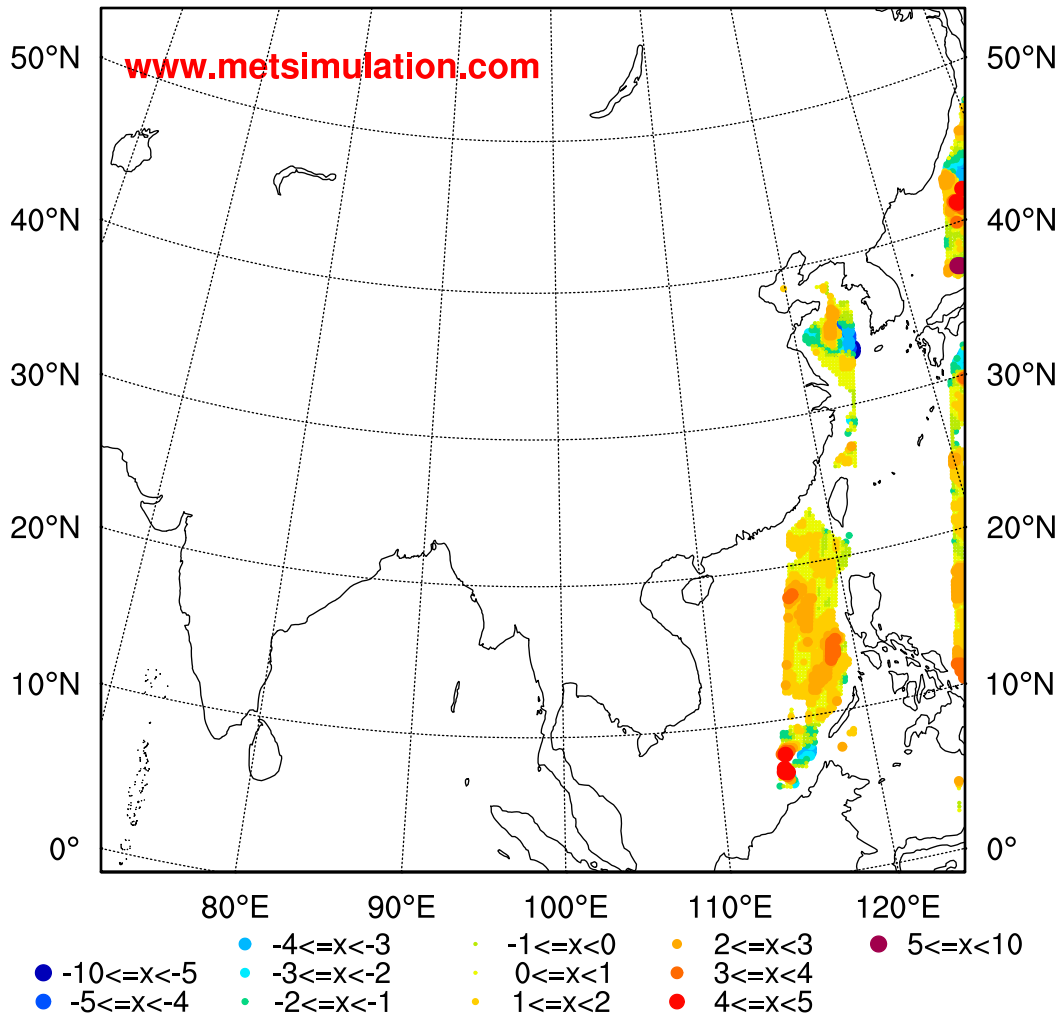 www.metsimulation.com
50°N 50°N
40°N 40°N
30°N 30°N
20°N 20°N
10°N 10°N
0° 0°
80°E 90°E 100°E 110°E 120°E
-4<=x<-3 -1<=x<0 2<=x<3 5<=x<10
-10<=x<-5 -3<=x<-2 0<=x<1 3<=x<4
-5<=x<-4 -2<=x<-1 1<=x<2 4<=x<5